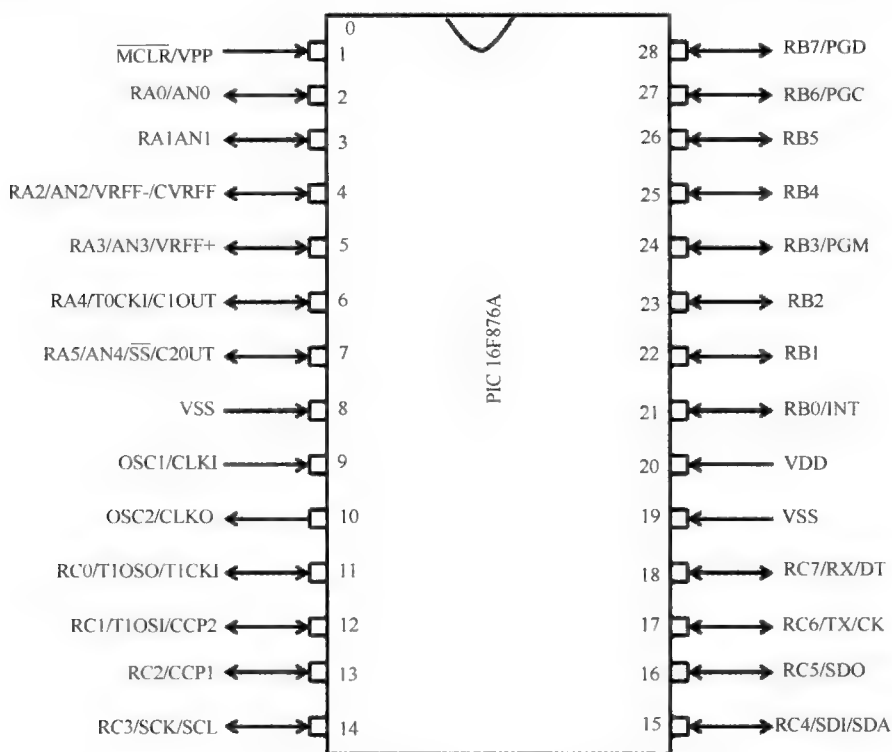 0
M̅C̅L̅R̅/VPP 1
RA0/AN0 2
RA1AN1 3
RA2/AN2/VRFF-/CVRFF 4
RA3/AN3/VRFF+ 5
RA4/T0CKI/C1OUT 6
RA5/AN4/S̅S̅/C20UT 7
VSS 8
OSC1/CLKI 9
OSC2/CLKO 10
RC0/T1OSO/T1CKI 11
RC1/T1OSI/CCP2 12
RC2/CCP1 13
RC3/SCK/SCL 14
PIC 16F876A
28 RB7/PGD
27 RB6/PGC
26 RB5
25 RB4
24 RB3/PGM
23 RB2
22 RB1
21 RB0/INT
20 VDD
19 VSS
18 RC7/RX/DT
17 RC6/TX/CK
16 RC5/SDO
15 RC4/SDI/SDA